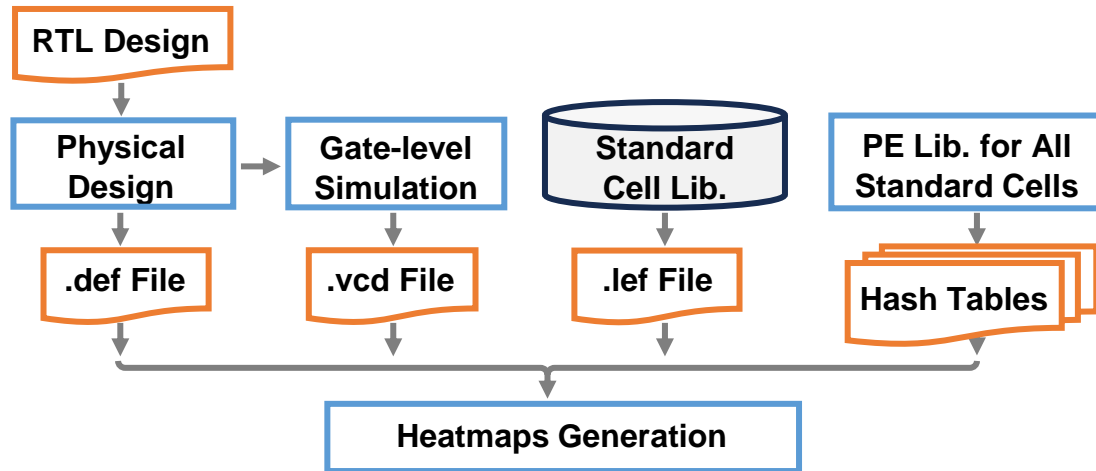 RTL Design
Physical
Design
Gate-level
Simulation
Standard
Cell Lib.
PE Lib. for All
Standard Cells
.def File
.vcd File
.lef File
Hash Tables
Heatmaps Generation